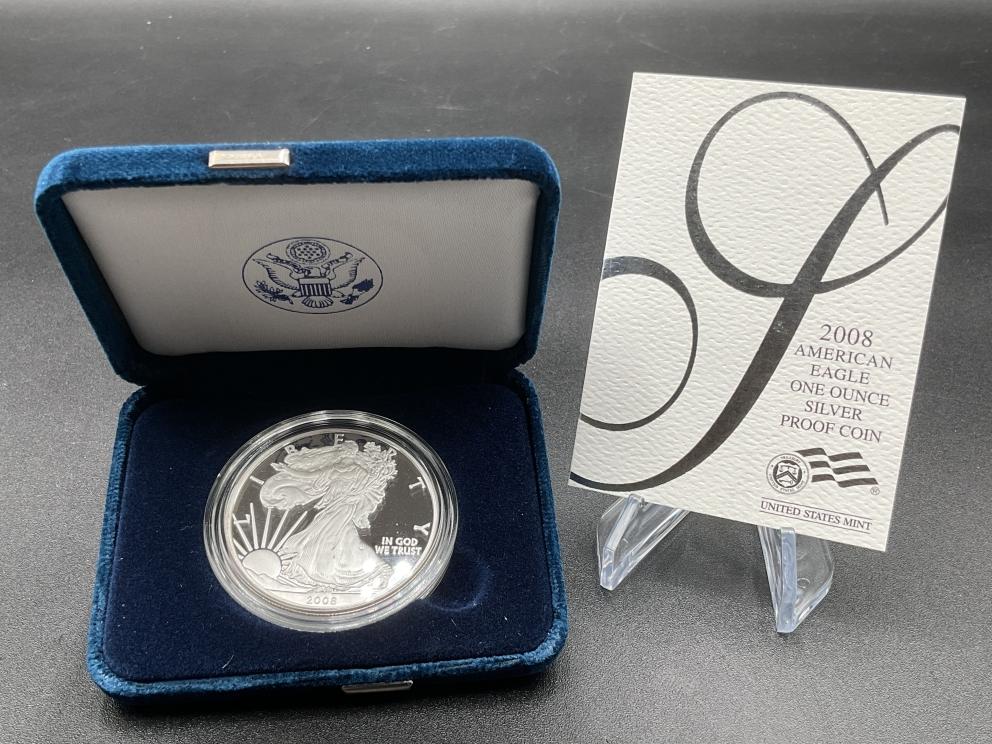 LIBERTY
IN GOD
WE TRUST
2008
2008
AMERICAN
EAGLE
ONE OUNCE
SILVER
PROOF COIN
®
UNITED STATES MINT